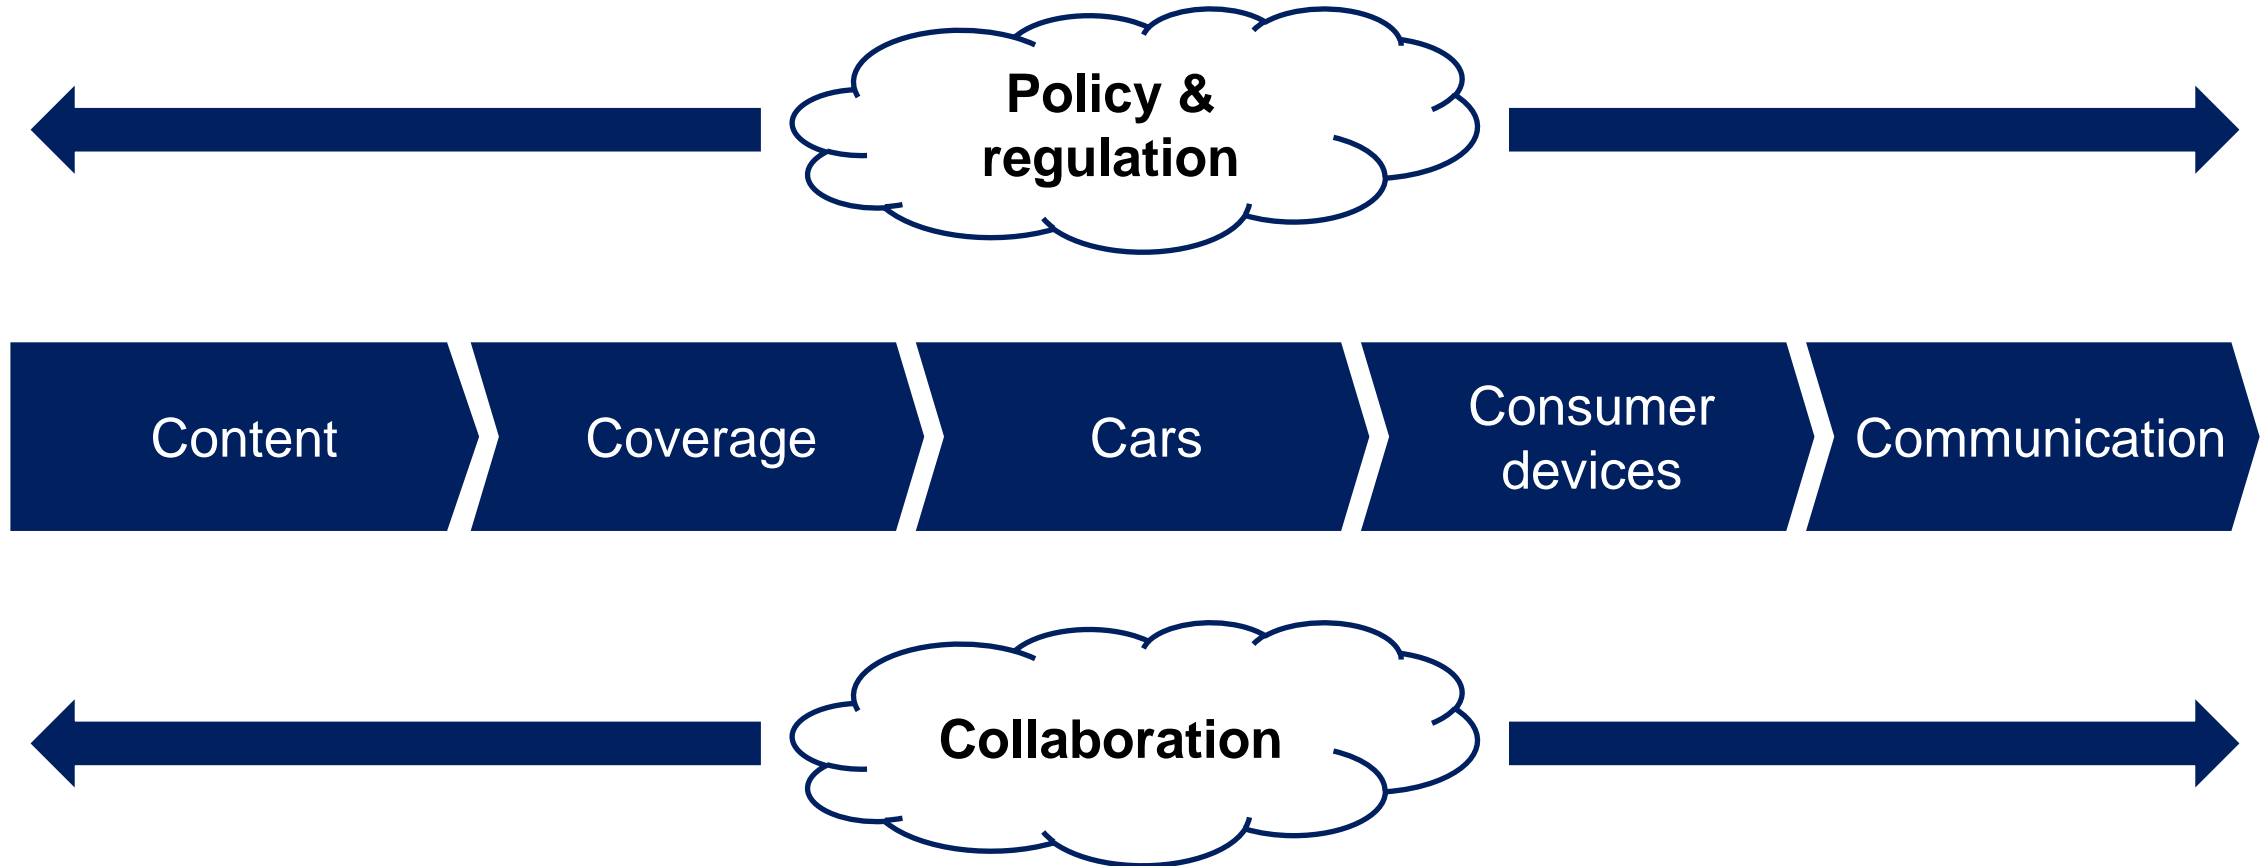 Policy &
regulation
Content
Coverage
Cars
Consumer
devices
Communication
Collaboration